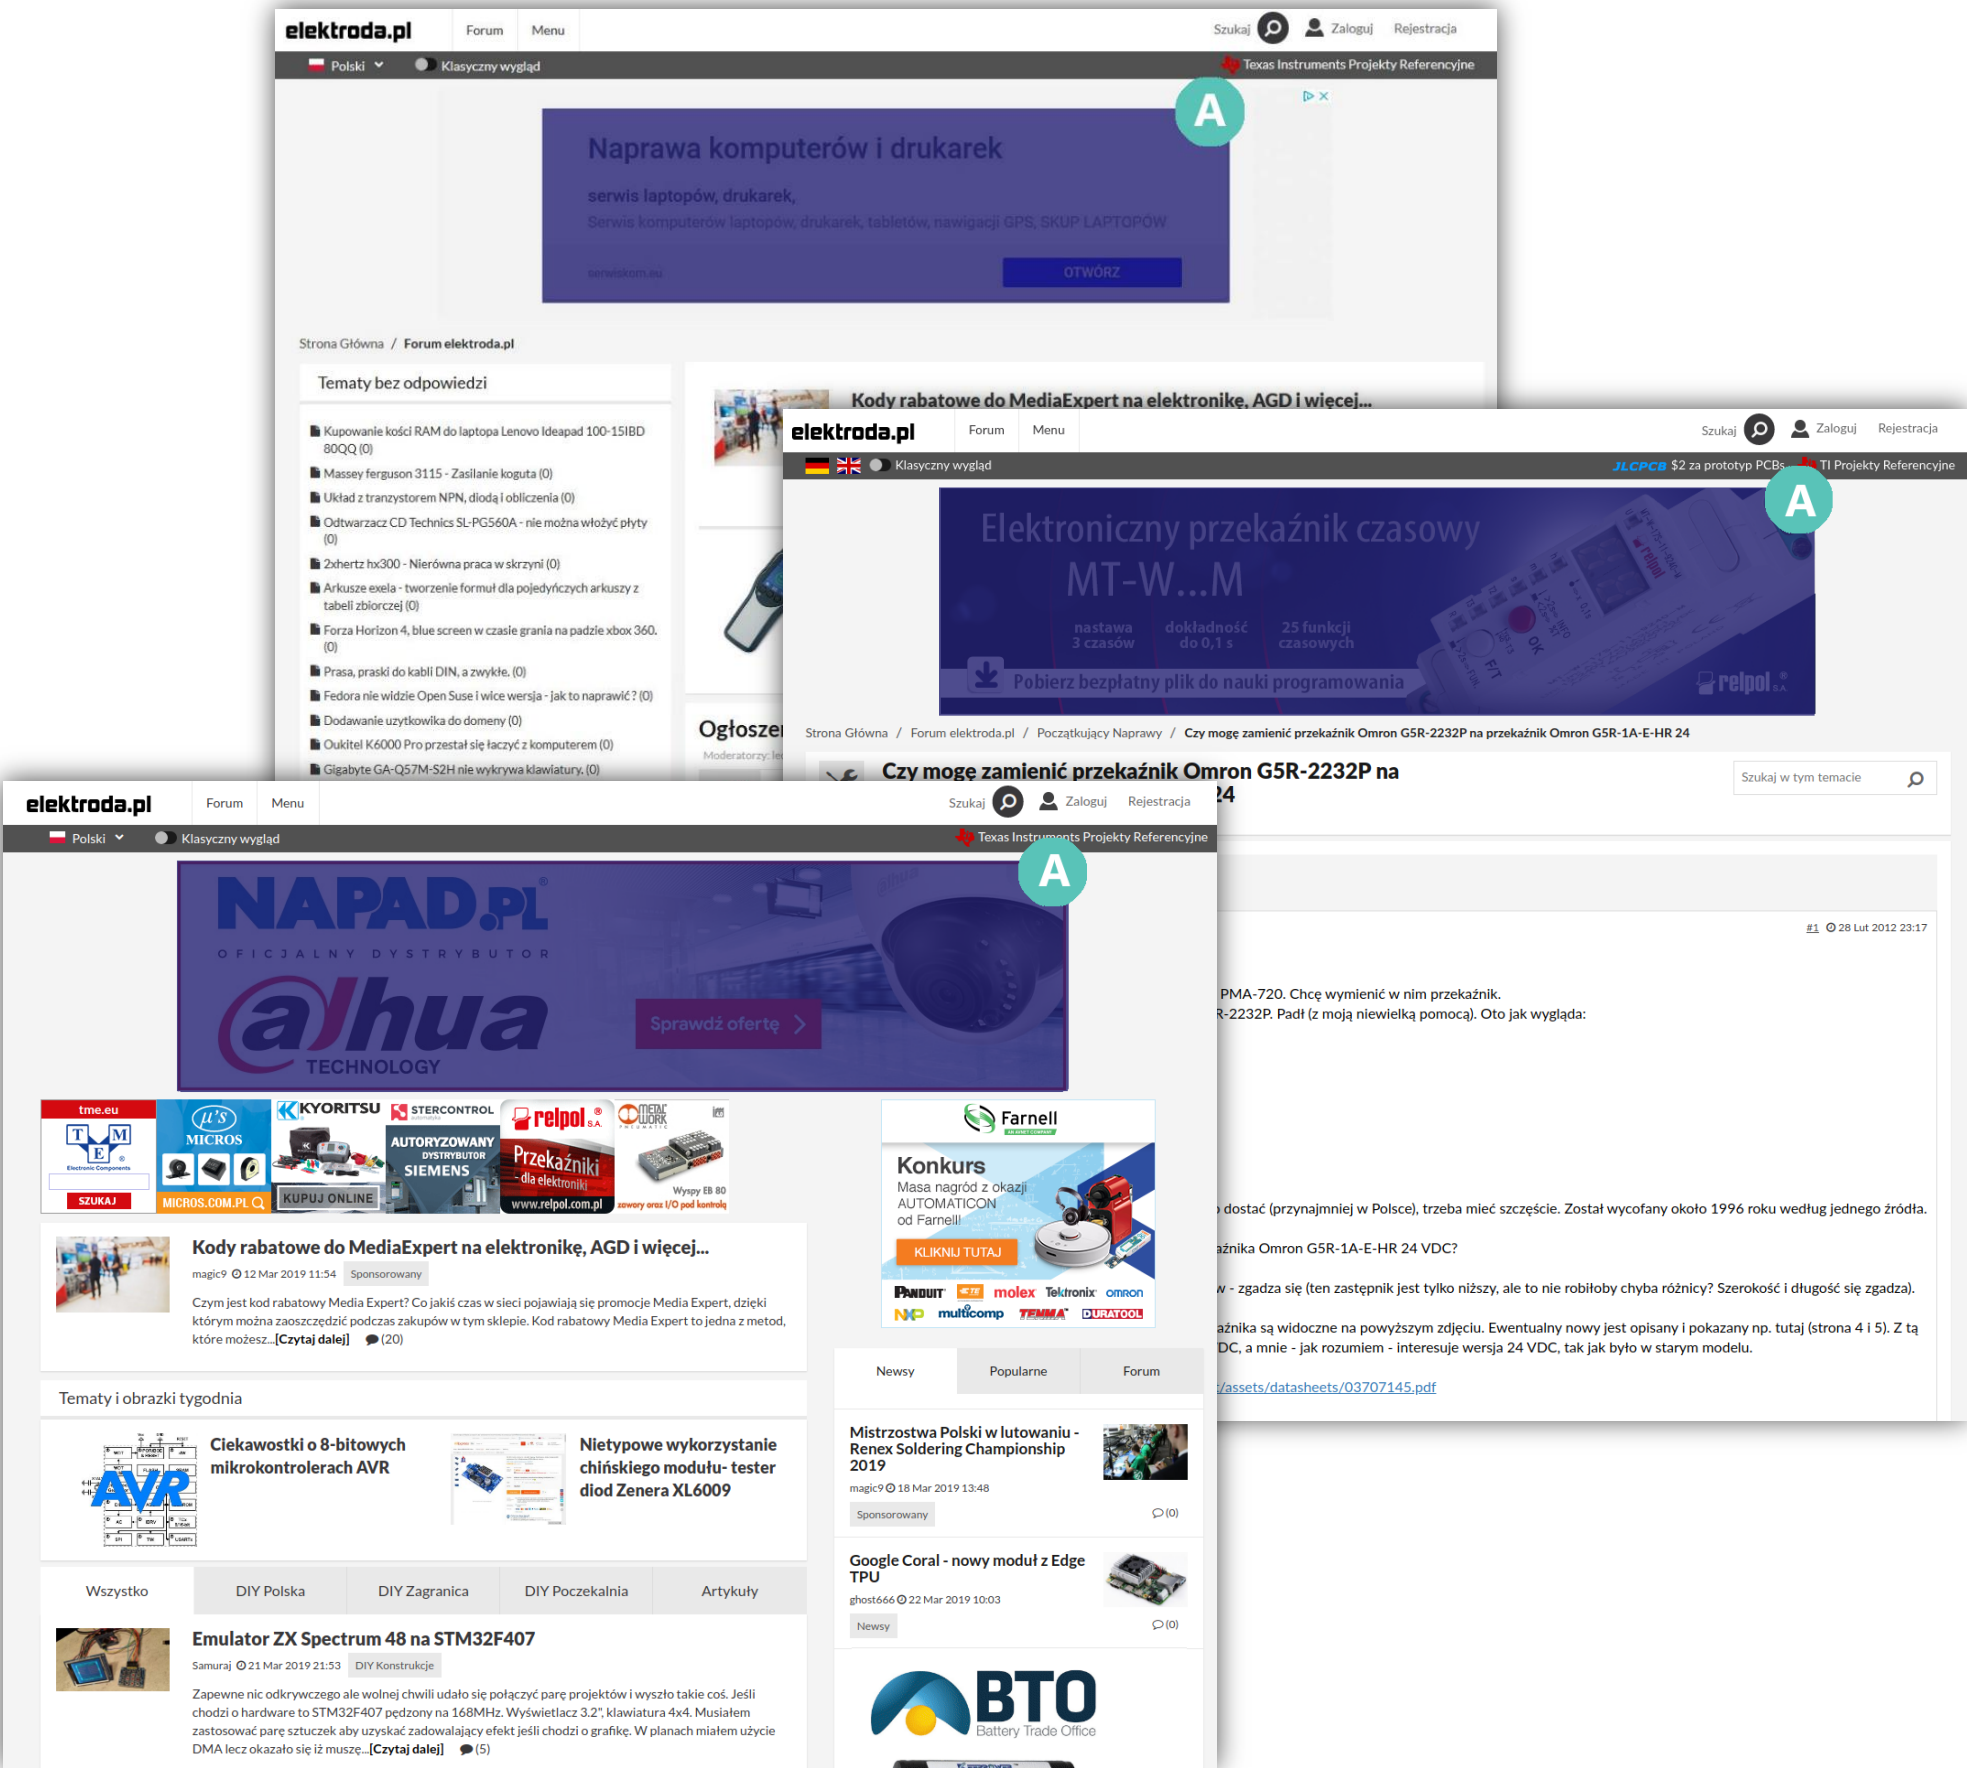 elektroda.pl
Forum
Menu
Szukaj
Zaloguj
Rejestracja
Polski
Klasyczny wygląd
Texas Instruments Projekty Referencyjne
A
Naprawa komputerów i drukarek
serwis laptopów, drukarek,
Serwis komputerów laptopów, drukarek, tabletów, nawigacji GPS, SKUP LAPTOPÓW
serwiskom.eu
OTWÓRZ
Strona Główna / Forum elektroda.pl
Tematy bez odpowiedzi
Kupowanie kości RAM do laptopa Lenovo Ideapad 100-15IBD
80QQ (0)
Massey ferguson 3115 - Zasilanie koguta (0)
Układ z tranzystorem NPN, diodą i obliczenia (0)
Odtwarzacz CD Technics SL-PG560A - nie można włożyć płyty
(0)
2xhertz hx300 - Nierówna praca w skrzyni (0)
Arkusze exela - tworzenie formuł dla pojedyńczych arkuszy z
tabeli zbiorczej (0)
Forza Horizon 4, blue screen w czasie grania na padzie xbox 360.
(0)
Prasa, praski do kabli DIN, a zwykłe. (0)
Fedora nie widzie Open Suse i wice wersja - jak to naprawić ? (0)
Dodawanie uzytkowika do domeny (0)
Oukitel K6000 Pro przestał się łaczyć z komputerem (0)
Gigabyte GA-Q57M-S2H nie wykrywa klawiatury. (0)
Kody rabatowe do MediaExpert na elektronikę, AGD i więcej...
Ogłosze
Moderatorzy:
elektroda.pl
Forum
Menu
Szukaj
Zaloguj
Rejestracja
Klasyczny wygląd
JLCPCB $2 za prototyp PCBs
TI Projekty Referencyjne
A
Elektroniczny przekaźnik czasowy
MT-W...M
nastawa
3 czasów
dokładność
do 0,1 s
25 funkcji
czasowych
Pobierz bezpłatny plik do nauki programowania
relpol S.A.
Strona Główna / Forum elektroda.pl / Początkujący Naprawy / Czy mogę zamienić przekaźnik Omron G5R-2232P na przekaźnik Omron G5R-1A-E-HR 24
Czy mogę zamienić przekaźnik Omron G5R-2232P na
24
Szukaj w tym temacie
#1 28 Lut 2012 23:17
PMA-720. Chcę wymienić w nim przekaźnik.
R-2232P. Padł (z moją niewielką pomocą). Oto jak wygląda:
dostać (przynajmniej w Polsce), trzeba mieć szczęście. Został wycofany około 1996 roku według jednego źródła.
aźnika Omron G5R-1A-E-HR 24 VDC?
w - zgadza się (ten zastępnik jest tylko niższy, ale to nie robiłoby chyba różnicy? Szerokość i długość się zgadza).
aźnika są widoczne na powyższym zdjęciu. Ewentualny nowy jest opisany i pokazany np. tutaj (strona 4 i 5). Z tą
DC, a mnie - jak rozumiem - interesuje wersja 24 VDC, tak jak było w starym modelu.
/assets/datasheets/03707145.pdf
elektroda.pl
Forum
Menu
Szukaj
Zaloguj
Rejestracja
Polski
Klasyczny wygląd
Texas Instruments Projekty Referencyjne
A
NAPAD.PL®
OFICJALNY DYSTRYBUTOR
alhua
TECHNOLOGY
Sprawdź ofertę
tme.eu
TME®
Electronic Components
SZUKAJ
μ's
MICROS
MICROS.COM.PL
KYORITSU
KUPUJ ONLINE
STERCONTROL
AUTORYZOWANY
DYSTRYBUTOR
SIEMENS
relpol® S.A.
Przekaźniki
- dla elektroniki
www.relpol.com.pl
METAL
WORK
PNEUMATIC
Wyspy EB 80
zawory oraz I/O pod kontrolą
Farnell
AN AVNET COMPANY
Konkurs
Masa nagród z okazji
AUTOMATICON
od Farnell!
KLIKNIJ TUTAJ
PANDUIT TE molex Tektronix OMRON
NXP multicomp TENMA DURATOOL
Kody rabatowe do MediaExpert na elektronikę, AGD i więcej...
magic9 12 Mar 2019 11:54 Sponsorowany
Czym jest kod rabatowy Media Expert? Co jakiś czas w sieci pojawiają się promocje Media Expert, dzięki
którym można zaoszczędzić podczas zakupów w tym sklepie. Kod rabatowy Media Expert to jedna z metod,
które możesz...[Czytaj dalej] (20)
Tematy i obrazki tygodnia
AVR
Ciekawostki o 8-bitowych
mikrokontrolerach AVR
Nietypowe wykorzystanie
chińskiego modułu- tester
diod Zenera XL6009
Wszystko
DIY Polska
DIY Zagranica
DIY Poczekalnia
Artykuły
Emulator ZX Spectrum 48 na STM32F407
Samuraj 21 Mar 2019 21:53 DIY Konstrukcje
Zapewne nic odkrywczego ale wolnej chwili udało się połączyć parę projektów i wyszło takie coś. Jeśli
chodzi o hardware to STM32F407 pędzony na 168MHz. Wyświetlacz 3.2", klawiatura 4x4. Musiałem
zastosować parę sztuczek aby uzyskać zadowalający efekt jeśli chodzi o grafikę. W planach miałem użycie
DMA lecz okazało się iż muszę...[Czytaj dalej] (5)
Newsy
Popularne
Forum
Mistrzostwa Polski w lutowaniu -
Renex Soldering Championship
2019
magic9 18 Mar 2019 13:48
Sponsorowany
(0)
Google Coral - nowy moduł z Edge
TPU
ghost666 22 Mar 2019 10:03
Newsy
(0)
BTO
Battery Trade Office